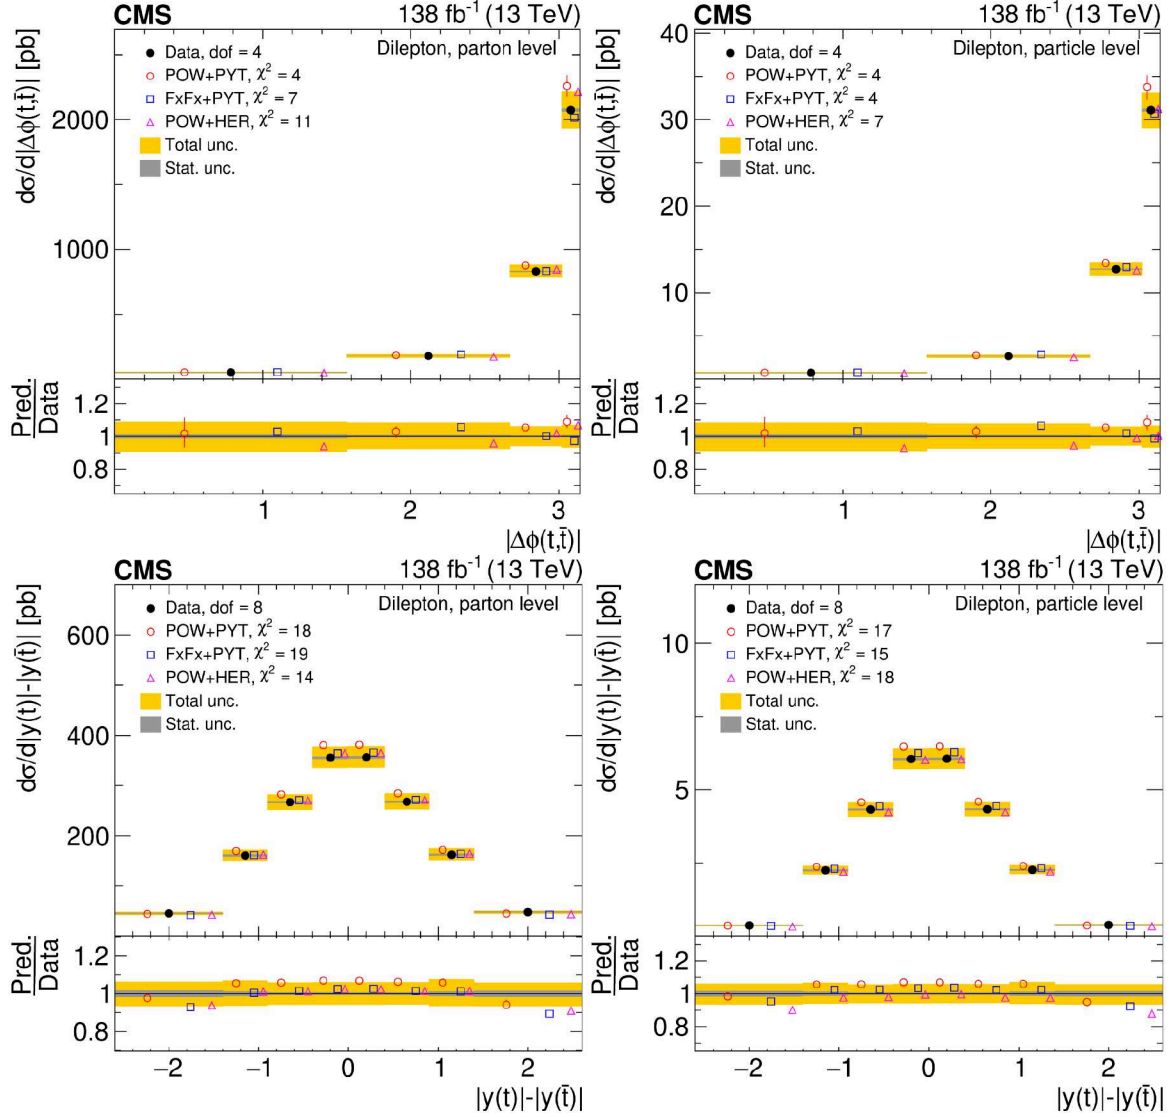 CMS 138 fb⁻¹ (13 TeV)
dσ/d|Δϕ(t,t̄)| [pb]
Dilepton, parton level
Data, dof = 4
POW+PYT, χ² = 4
FxFx+PYT, χ² = 7
POW+HER, χ² = 11
Total unc.
Stat. unc.
2000
1000
Pred.
Data
1.2
1
0.8
1 2 3
|Δϕ(t,t̄)|
CMS 138 fb⁻¹ (13 TeV)
dσ/d|Δϕ(t,t̄)| [pb]
Dilepton, particle level
Data, dof = 4
POW+PYT, χ² = 4
FxFx+PYT, χ² = 4
POW+HER, χ² = 7
Total unc.
Stat. unc.
40
30
20
10
Pred.
Data
1.2
1
0.8
1 2 3
|Δϕ(t,t̄)|
CMS 138 fb⁻¹ (13 TeV)
dσ/d|y(t)|-|y(t̄)| [pb]
Dilepton, parton level
Data, dof = 8
POW+PYT, χ² = 18
FxFx+PYT, χ² = 19
POW+HER, χ² = 14
Total unc.
Stat. unc.
600
400
200
Pred.
Data
1.2
1
0.8
−2 −1 0 1 2
|y(t)|-|y(t̄)|
CMS 138 fb⁻¹ (13 TeV)
dσ/d|y(t)|-|y(t̄)| [pb]
Dilepton, particle level
Data, dof = 8
POW+PYT, χ² = 17
FxFx+PYT, χ² = 15
POW+HER, χ² = 18
Total unc.
Stat. unc.
10
5
Pred.
Data
1.2
1
0.8
−2 −1 0 1 2
|y(t)|-|y(t̄)|